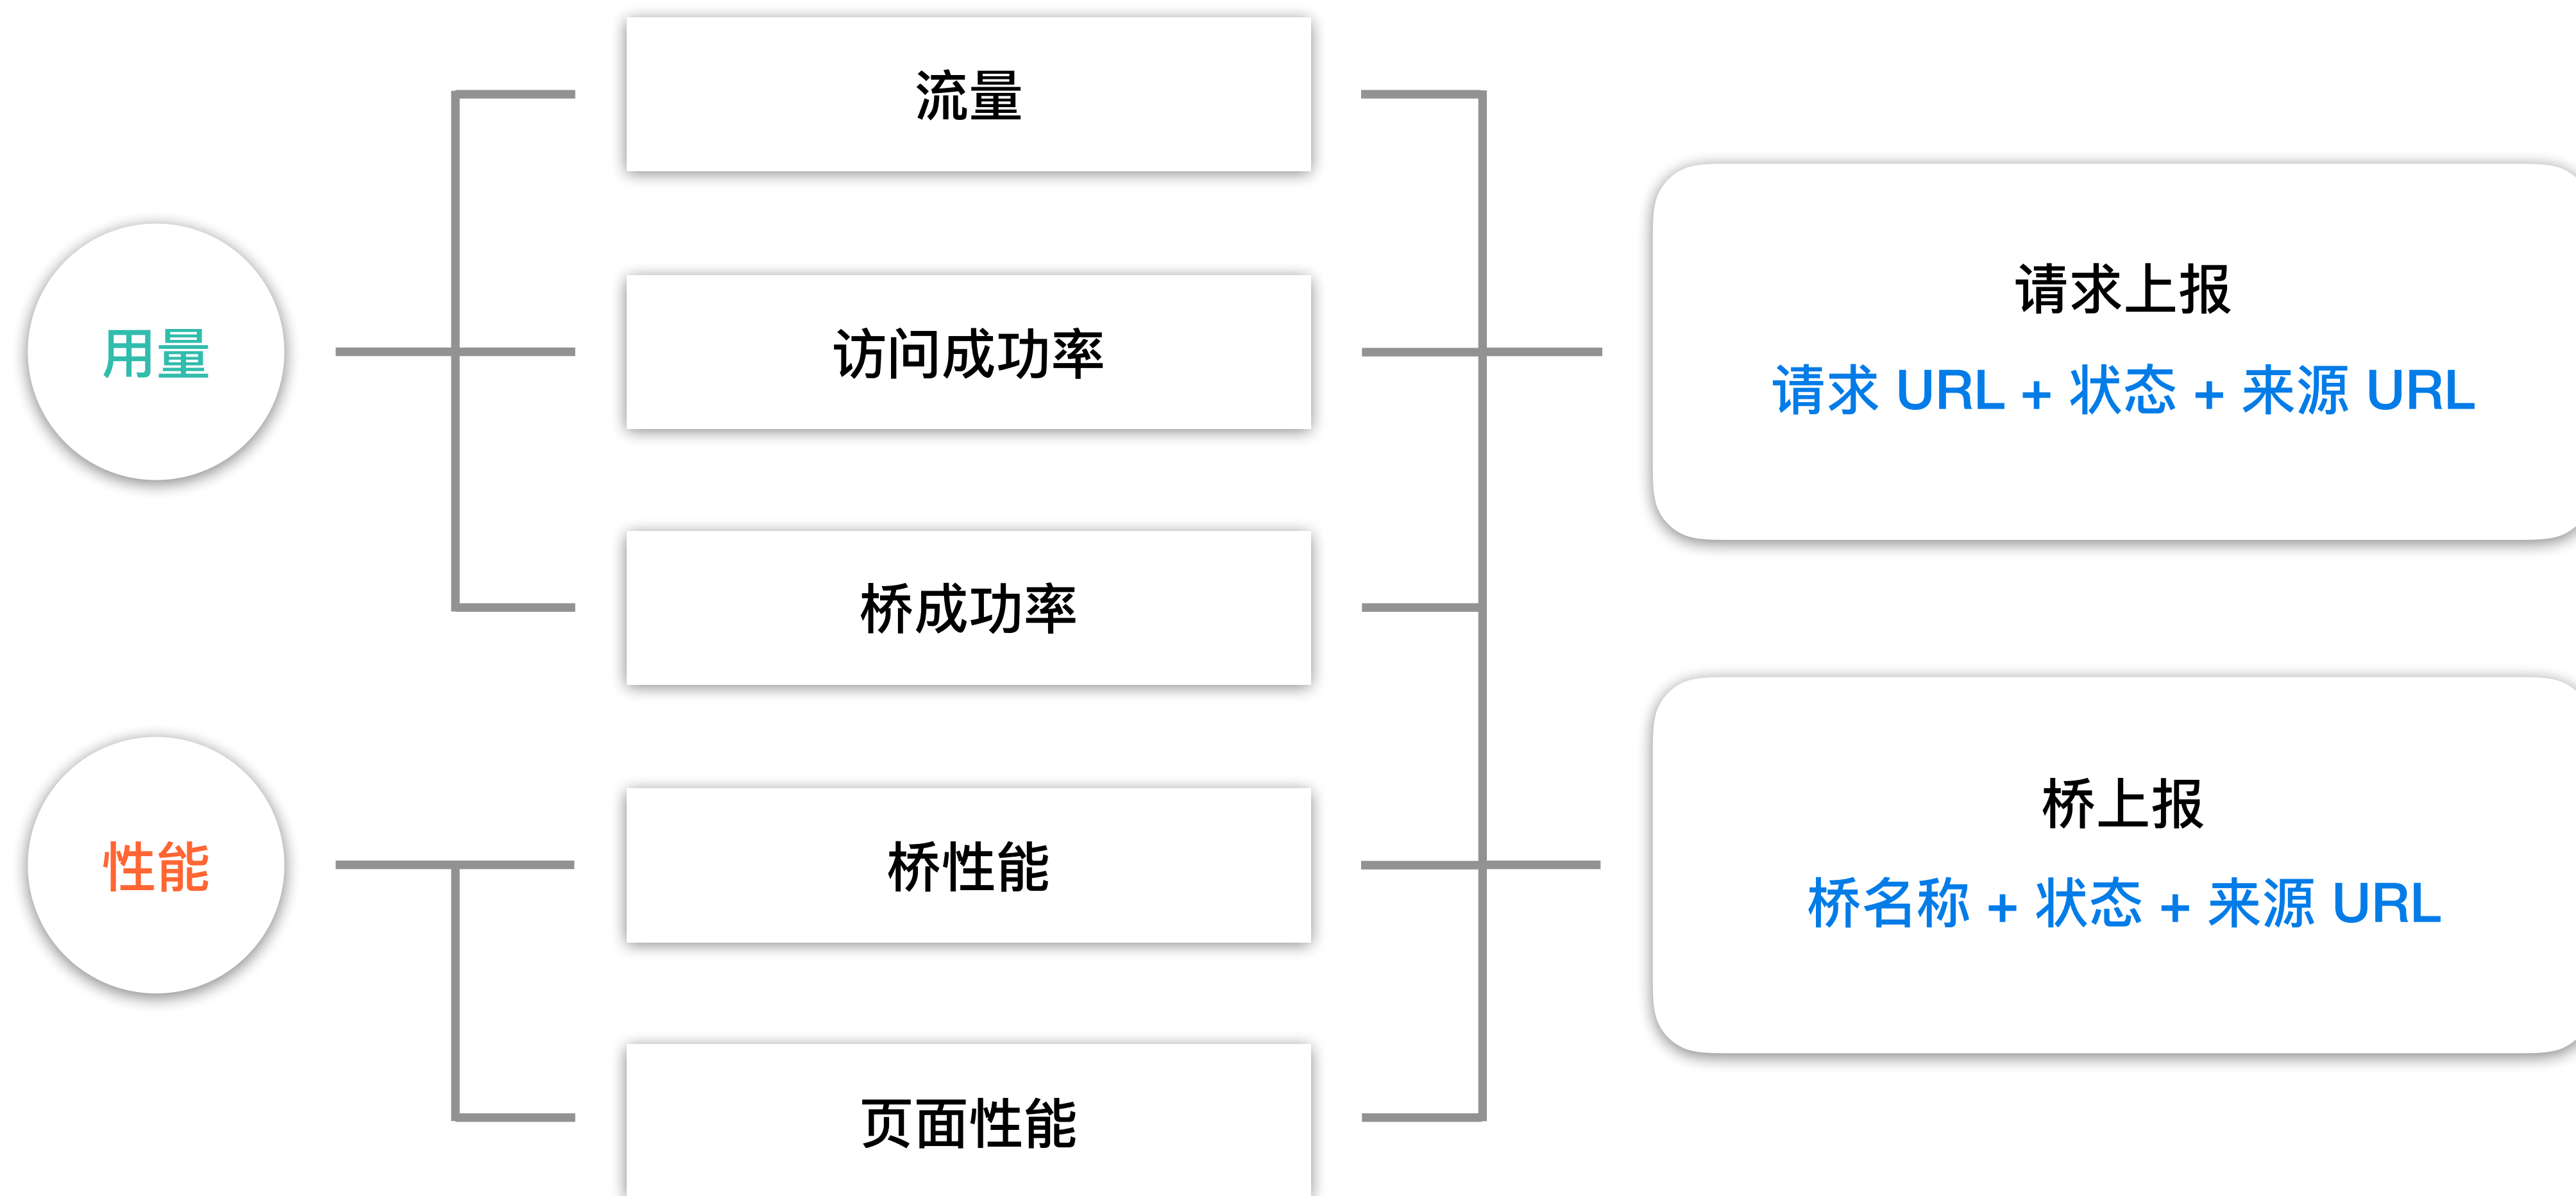 用量
流量
访问成功率
桥成功率
性能
桥性能
页面性能
请求上报
请求 URL + 状态 + 来源 URL
桥上报
桥名称 + 状态 + 来源 URL